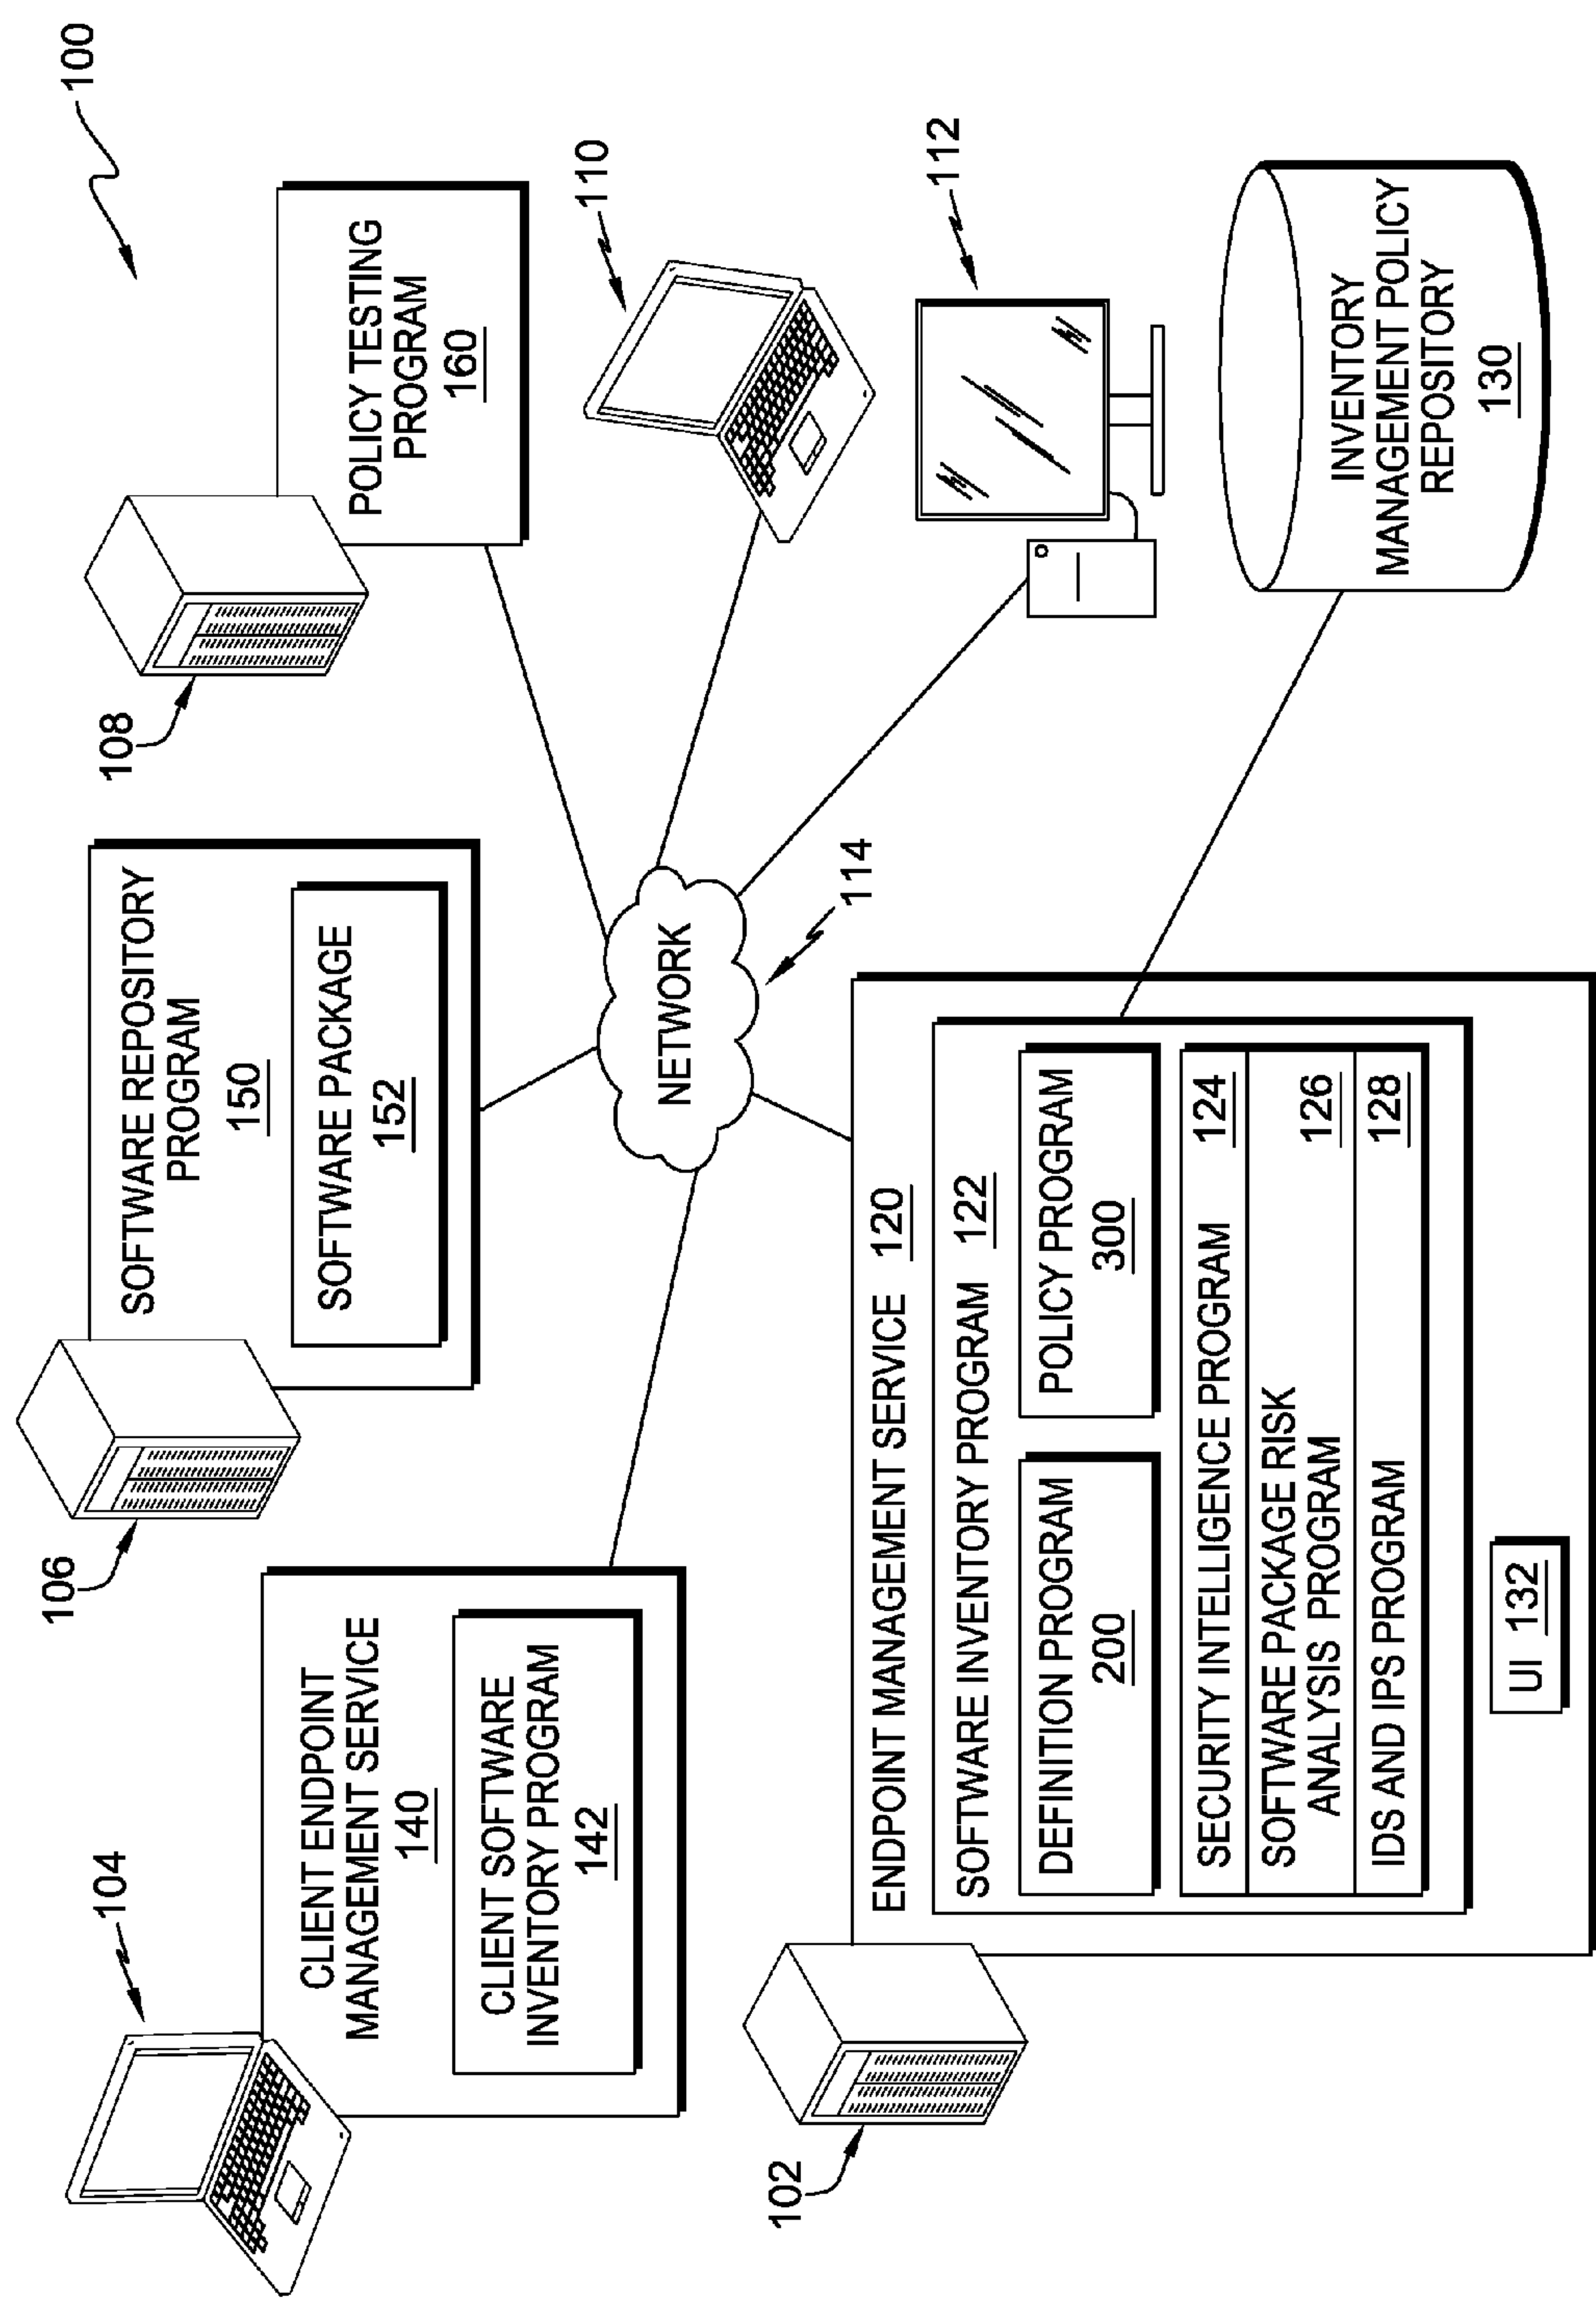 100
104
CLIENT ENDPOINT
MANAGEMENT SERVICE
140
CLIENT SOFTWARE
INVENTORY PROGRAM
142
106
SOFTWARE REPOSITORY
PROGRAM
150
SOFTWARE PACKAGE
152
108
POLICY TESTING
PROGRAM
160
110
112
NETWORK
114
102
ENDPOINT MANAGEMENT SERVICE 120
SOFTWARE INVENTORY PROGRAM 122
DEFINITION PROGRAM
200
POLICY PROGRAM
300
SECURITY INTELLIGENCE PROGRAM 124
SOFTWARE PACKAGE RISK
ANALYSIS PROGRAM 126
IDS AND IPS PROGRAM 128
UI 132
INVENTORY
MANAGEMENT POLICY
REPOSITORY
130